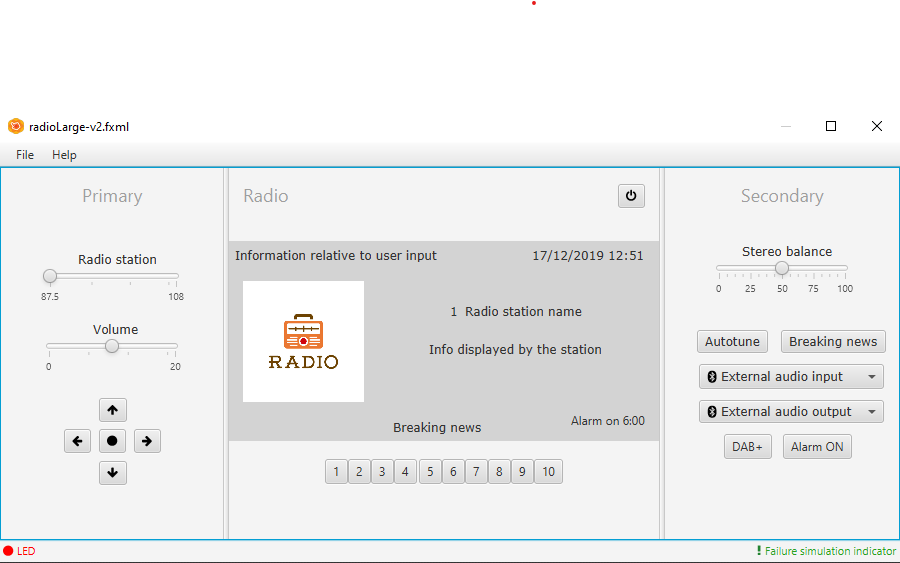 radioLarge-v2.fxml
File Help
Primary
Radio station
87.5 108
Volume
0 20
Radio
Information relative to user input 17/12/2019 12:51
RADIO
1 Radio station name
Info displayed by the station
Breaking news
Alarm on 6:00
1 2 3 4 5 6 7 8 9 10
Secondary
Stereo balance
0 25 50 75 100
Autotune Breaking news
External audio input
External audio output
DAB+ Alarm ON
LED
Failure simulation indicator